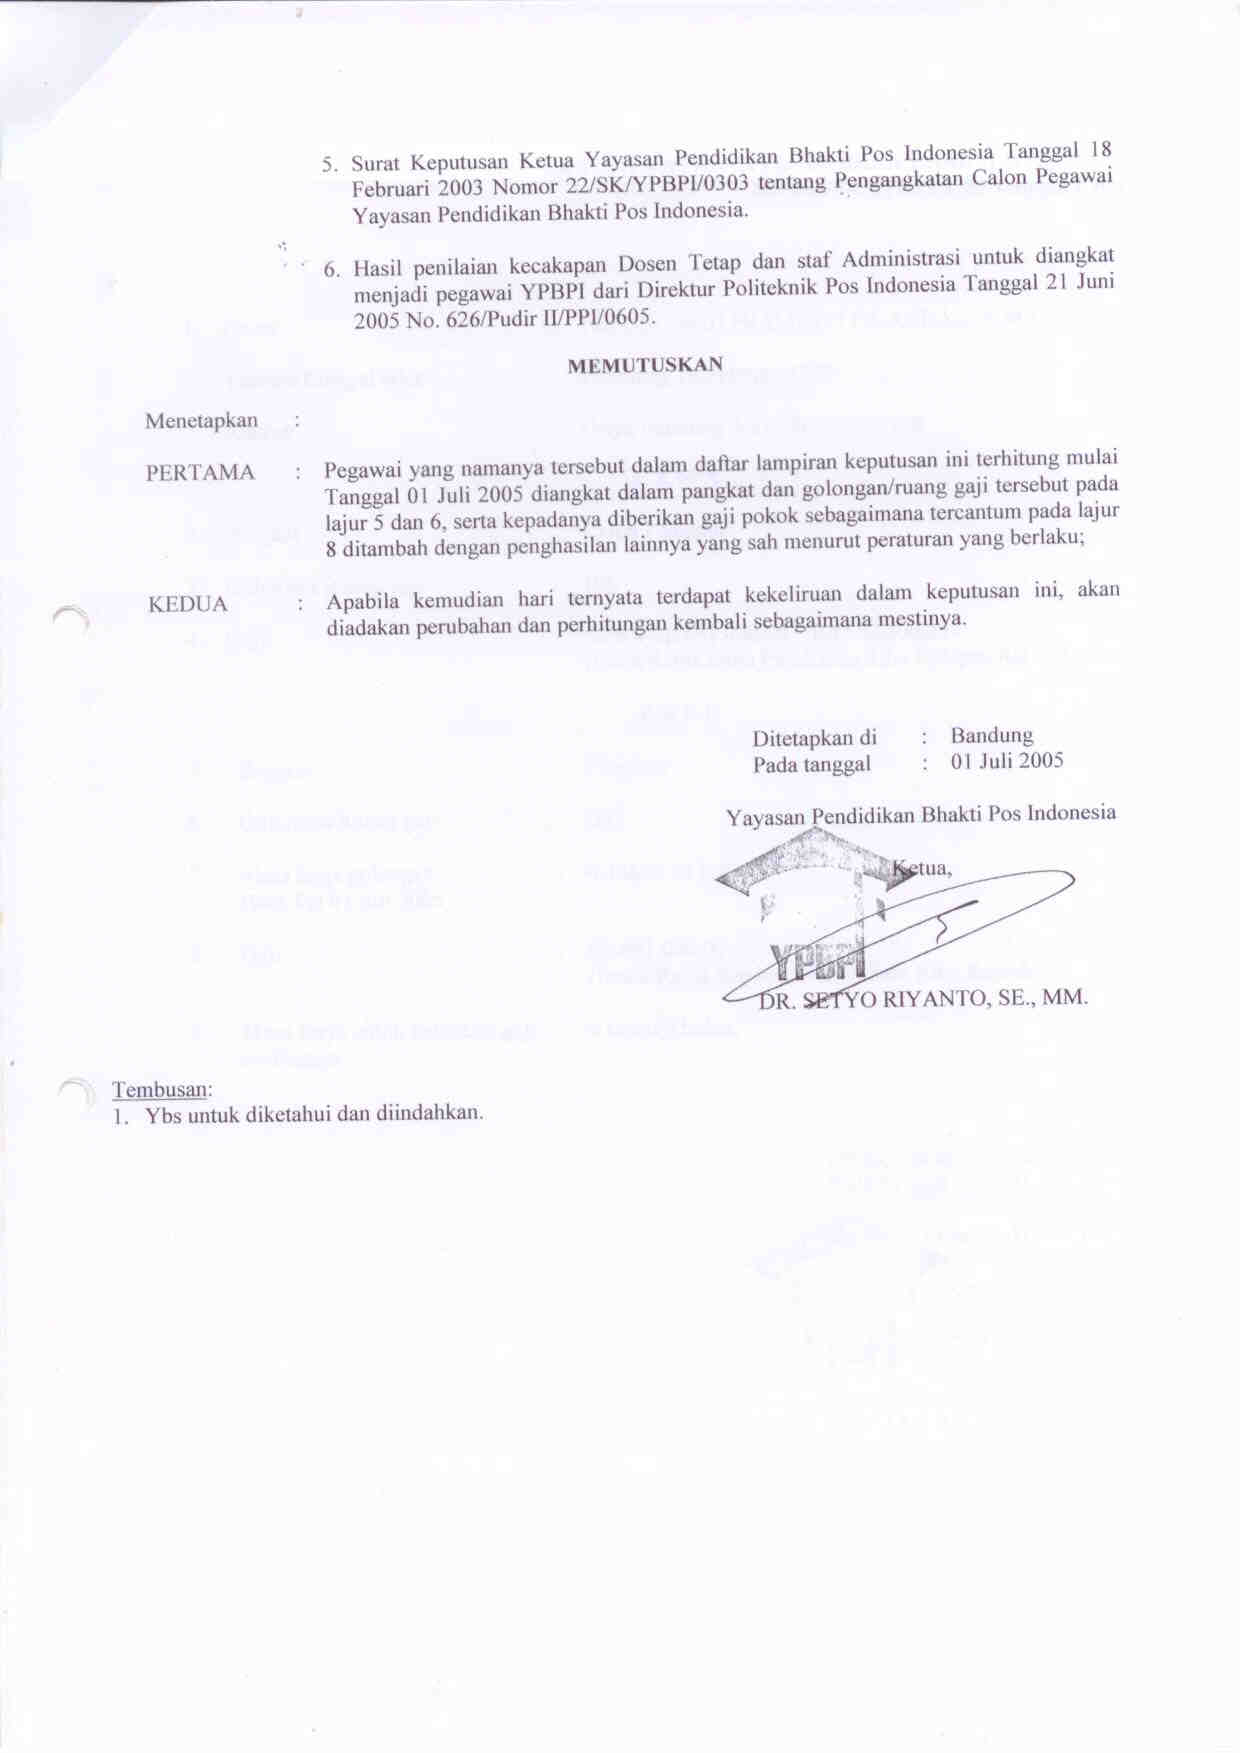 5. Surat Keputusan Ketua Yayasan Pendidikan Bhakti Pos Indonesia Tanggal 18
Februari 2003 Nomor 22/SK/YPBPI/0303 tentang Pengangkatan Calon Pegawai
Yayasan Pendidikan Bhakti Pos Indonesia.
6. Hasil penilaian kecakapan Dosen Tetap dan staf Administrasi untuk diangkat
menjadi pegawai YPBPI dari Direktur Politeknik Pos Indonesia Tanggal 21 Juni
2005 No. 626/Pudir II/PPI/0605.
MEMUTUSKAN
Menetapkan :
PERTAMA : Pegawai yang namanya tersebut dalam daftar lampiran keputusan ini terhitung mulai
Tanggal 01 Juli 2005 diangkat dalam pangkat dan golongan/ruang gaji tersebut pada
lajur 5 dan 6, serta kepadanya diberikan gaji pokok sebagaimana tercantum pada lajur
8 ditambah dengan penghasilan lainnya yang sah menurut peraturan yang berlaku;
KEDUA : Apabila kemudian hari ternyata terdapat kekeliruan dalam keputusan ini, akan
diadakan perubahan dan perhitungan kembali sebagaimana mestinya.
Ditetapkan di : Bandung
Pada tanggal : 01 Juli 2005
Yayasan Pendidikan Bhakti Pos Indonesia
Ketua,
YPBPI
DR. SETYO RIYANTO, SE., MM.
Tembusan:
1. Ybs untuk diketahui dan diindahkan.